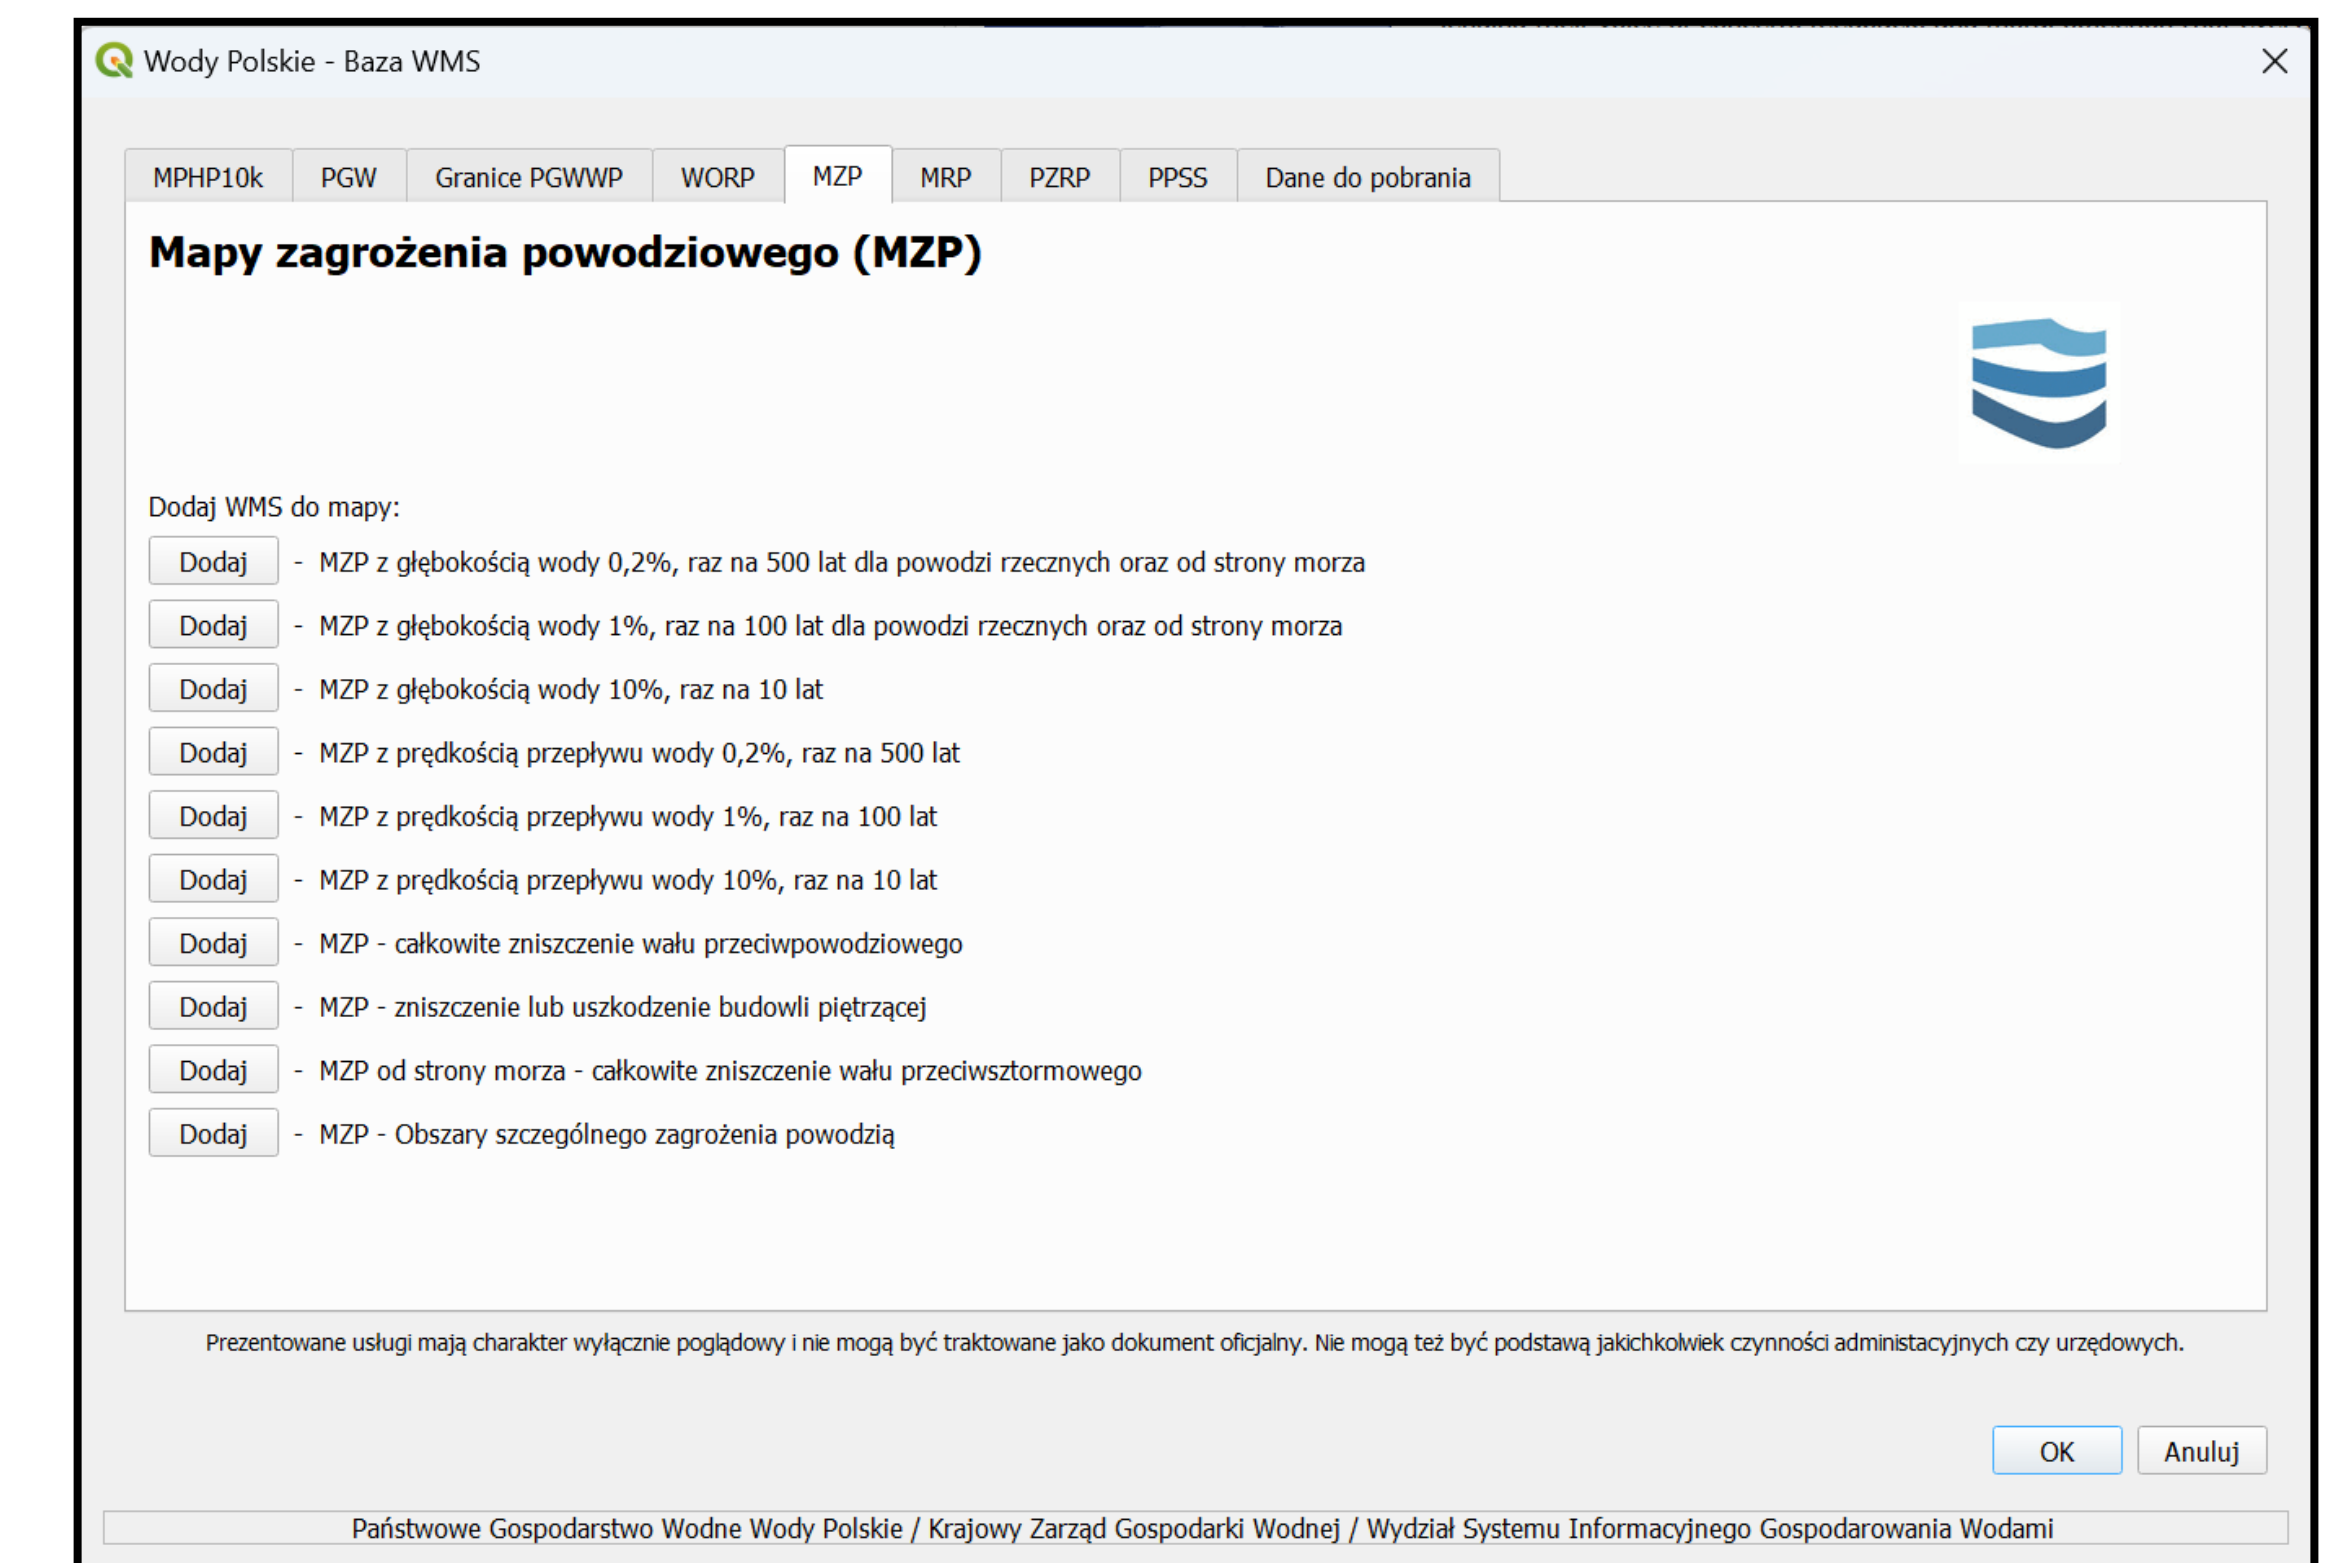 Wody Polskie - Baza WMS
MPHP10k PGW Granice PGWWP WORP MZP MRP PZRP PPSS Dane do pobrania
Mapy zagrożenia powodziowego (MZP)
Dodaj WMS do mapy:
Dodaj - MZP z głębokością wody 0,2%, raz na 500 lat dla powodzi rzecznych oraz od strony morza
Dodaj - MZP z głębokością wody 1%, raz na 100 lat dla powodzi rzecznych oraz od strony morza
Dodaj - MZP z głębokością wody 10%, raz na 10 lat
Dodaj - MZP z prędkością przepływu wody 0,2%, raz na 500 lat
Dodaj - MZP z prędkością przepływu wody 1%, raz na 100 lat
Dodaj - MZP z prędkością przepływu wody 10%, raz na 10 lat
Dodaj - MZP - całkowite zniszczenie wału przeciwpowodziowego
Dodaj - MZP - zniszczenie lub uszkodzenie budowli piętrzącej
Dodaj - MZP od strony morza - całkowite zniszczenie wału przeciwsztormowego
Dodaj - MZP - Obszary szczególnego zagrożenia powodzią
Prezentowane usługi mają charakter wyłącznie poglądowy i nie mogą być traktowane jako dokument oficjalny. Nie mogą też być podstawą jakichkolwiek czynności administacyjnych czy urzędowych.
OK Anuluj
Państwowe Gospodarstwo Wodne Wody Polskie / Krajowy Zarząd Gospodarki Wodnej / Wydział Systemu Informacyjnego Gospodarowania Wodami